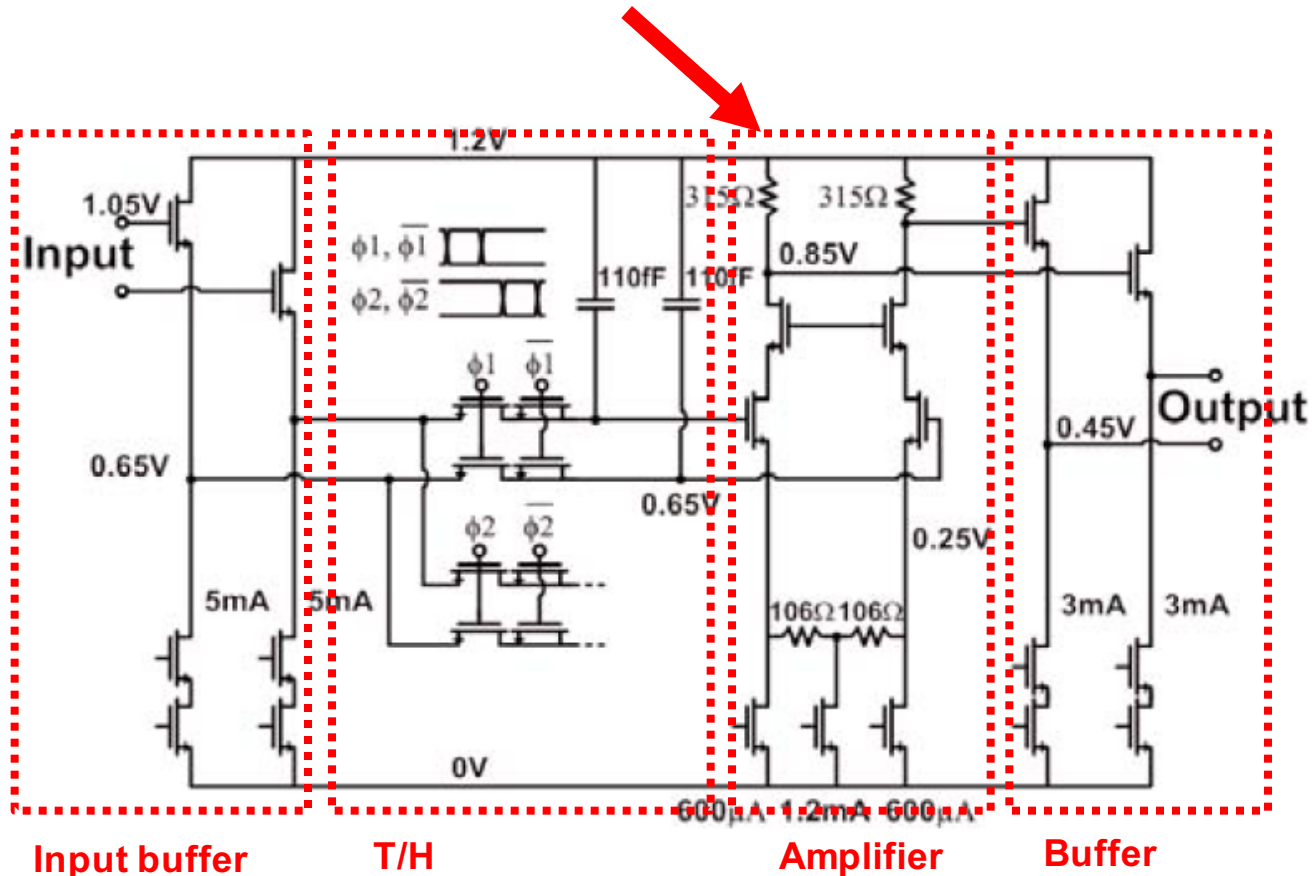 1.2V
1.05V
Input
ϕ1, ϕ1̅
ϕ2, ϕ2̅
110fF 110fF
315Ω 315Ω
0.85V
ϕ1 ϕ1̅
Output
0.45V
0.65V
0.65V
ϕ2 ϕ2̅
0.25V
5mA 5mA
106Ω 106Ω
3mA 3mA
0V
600μA 1.2mA 600μA
Input buffer T/H Amplifier Buffer